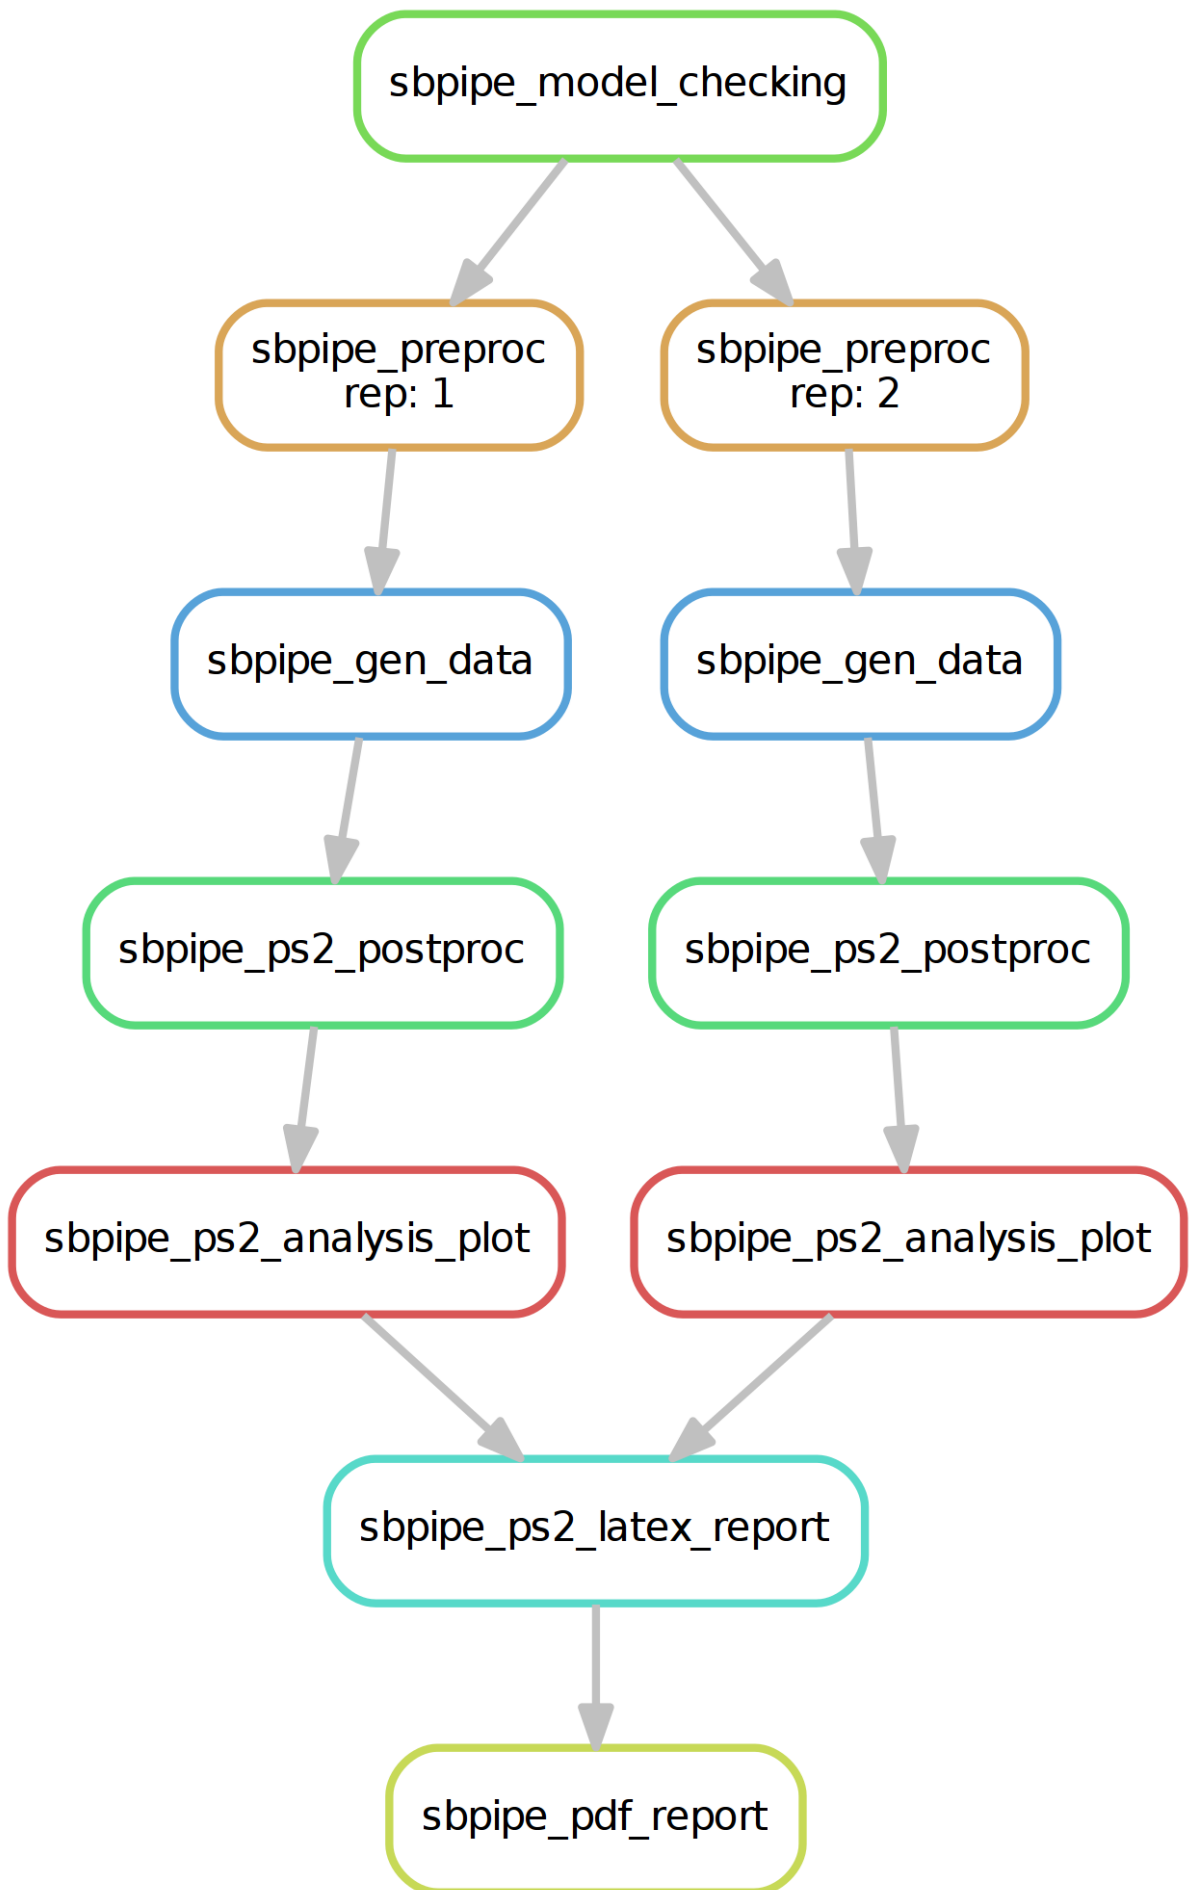 sbpipe_model_checking
sbpipe_preproc
rep: 1
sbpipe_preproc
rep: 2
sbpipe_gen_data
sbpipe_gen_data
sbpipe_ps2_postproc
sbpipe_ps2_postproc
sbpipe_ps2_analysis_plot
sbpipe_ps2_analysis_plot
sbpipe_ps2_latex_report
sbpipe_pdf_report